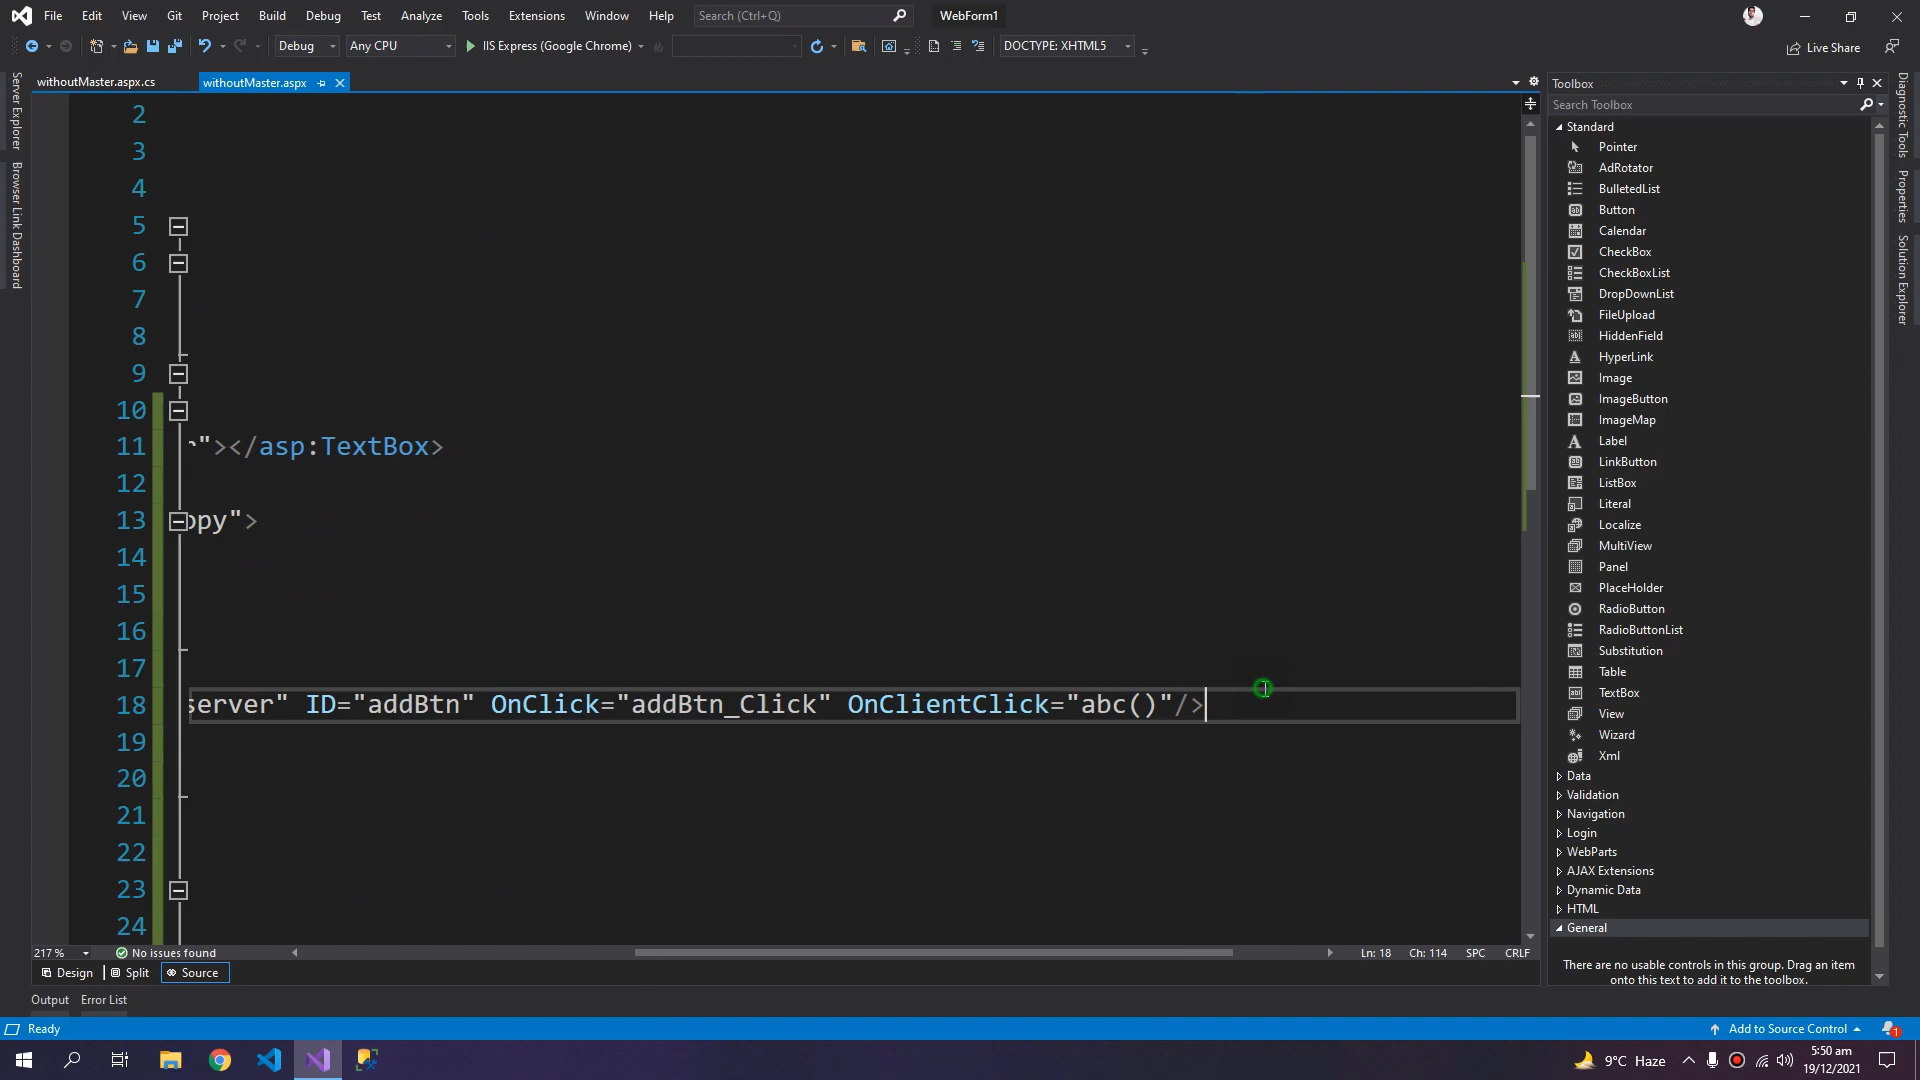 File Edit View Git Project Build Debug Test Analyze Tools Extensions Window Help Search (Ctrl+Q) WebForm1
Debug Any CPU IIS Express (Google Chrome) DOCTYPE: XHTML5 Live Share
withoutMaster.aspx.cs withoutMaster.aspx
Server Explorer
Browser Link Dashboard
2
3
4
5
6
7
8
9
10
11 "></asp:TextBox>
12
13 opy">
14
15
16
17
18 server" ID="addBtn" OnClick="addBtn_Click" OnClientClick="abc()"/>
19
20
21
22
23
24
217 % No issues found Ln: 18 Ch: 114 SPC CRLF
Design Split Source
Output Error List
Toolbox
Search Toolbox
Standard
Pointer
AdRotator
BulletedList
Button
Calendar
CheckBox
CheckBoxList
DropDownList
FileUpload
HiddenField
HyperLink
Image
ImageButton
ImageMap
Label
LinkButton
ListBox
Literal
Localize
MultiView
Panel
PlaceHolder
RadioButton
RadioButtonList
Substitution
Table
TextBox
View
Wizard
Xml
Data
Validation
Navigation
Login
WebParts
AJAX Extensions
Dynamic Data
HTML
General
There are no usable controls in this group. Drag an item
onto this text to add it to the toolbox.
Diagnostic Tools
Properties
Solution Explorer
Ready Add to Source Control 1
9°C Haze 5:50 am
19/12/2021